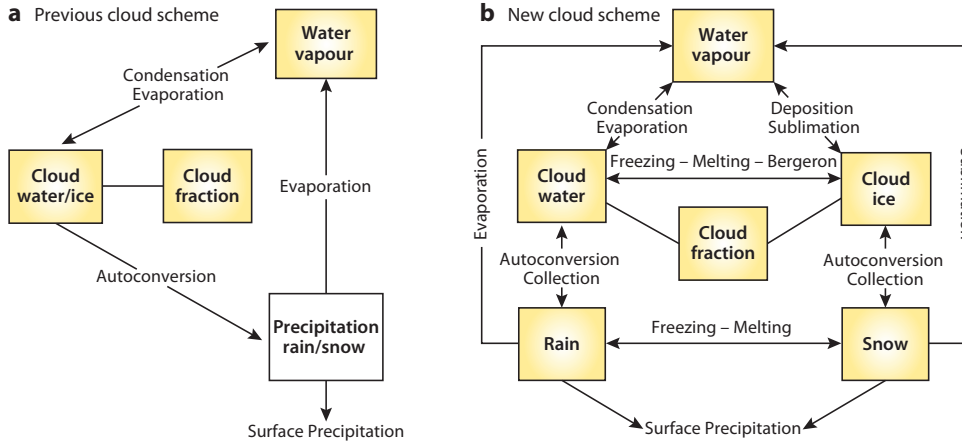 a Previous cloud scheme
Water
vapour
Condensation
Evaporation
Cloud
water/ice
Cloud
fraction
Evaporation
Autoconversion
Precipitation
rain/snow
Surface Precipitation
b New cloud scheme
Water
vapour
Condensation
Evaporation
Deposition
Sublimation
Evaporation
Freezing – Melting – Bergeron
Cloud
water
Cloud
ice
Cloud
fraction
Autoconversion
Collection
Autoconversion
Collection
Rain
Freezing – Melting
Snow
Surface Precipitation